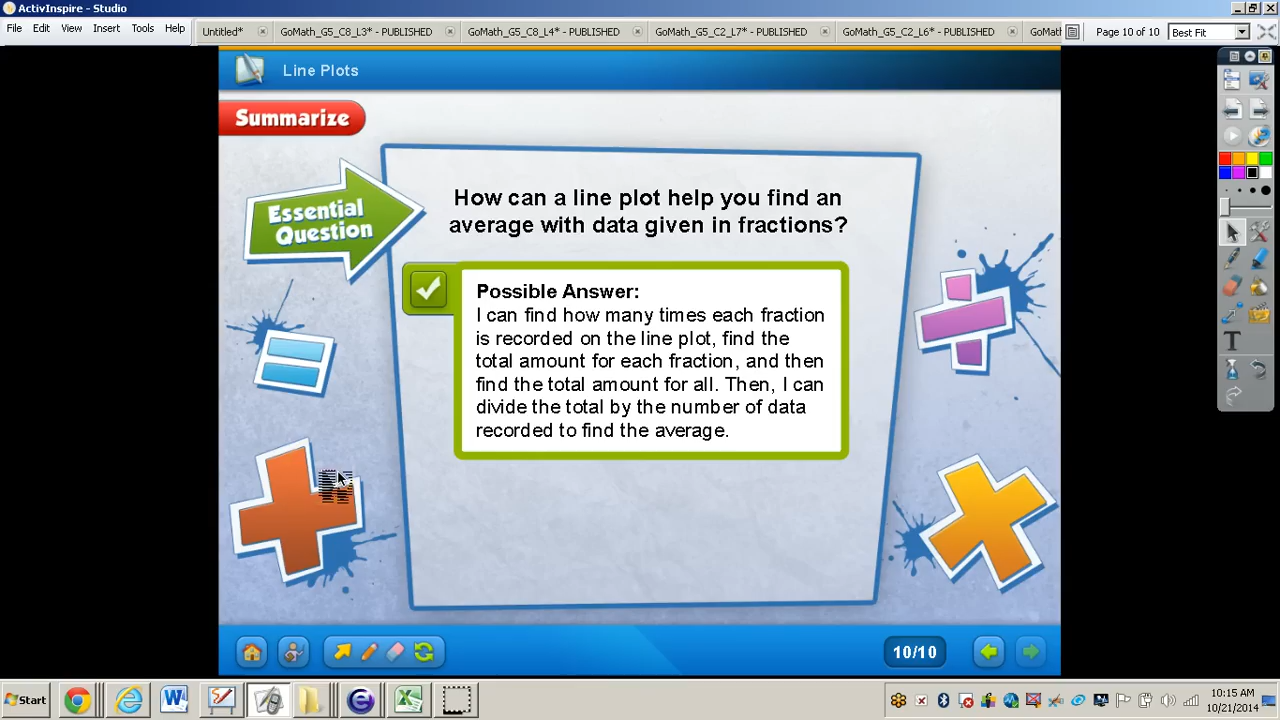 ActivInspire - Studio
File Edit View Insert Tools Help
Untitled*
GoMath_G5_C8_L3* - PUBLISHED
GoMath_G5_C9_L4*
GoMath_G5_C2_L7* - PUBLISHED
GoMath_G5_C2_L6* - PUBLISHED
Page 10 of 10
Best Fit
Line Plots
Summarize
Essential
Question
How can a line plot help you find an
average with data given in fractions?
Possible Answer:
I can find how many times each fraction
is recorded on the line plot, find the
total amount for each fraction, and then
find the total amount for all. Then, I can
divide the total by the number of data
recorded to find the average.
10/10
Start
10:15 AM
10/21/2014